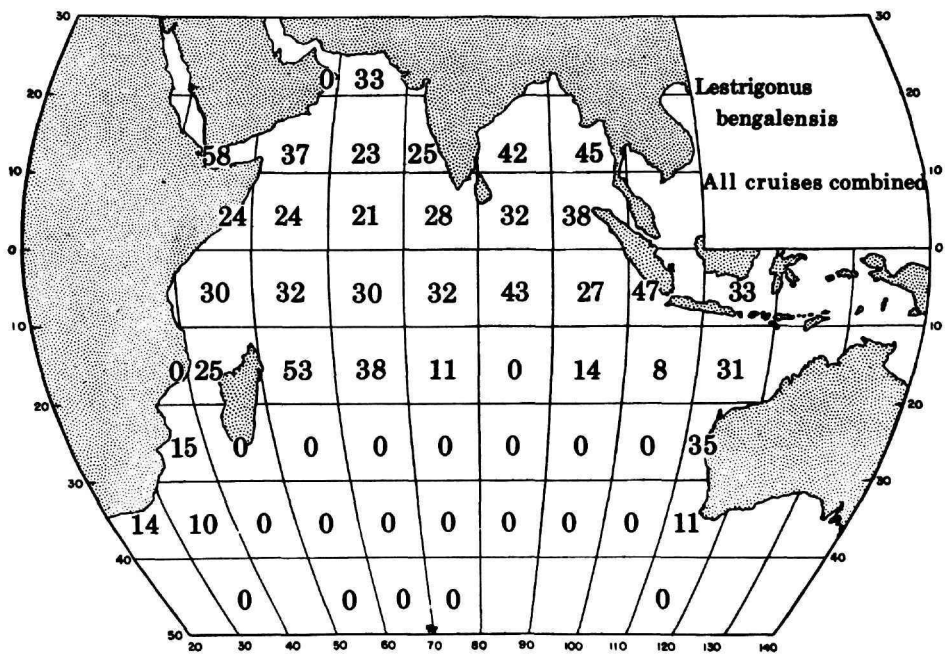 30 30
20 0 33 Lestrigonus 20
bengalensis
58 37 23 25 42 45
10 All cruises combined 10
24 24 21 28 32 38
0 0
30 32 30 32 43 27 47 33
10 10
0 25 53 38 11 0 14 8 31
20 20
15 0 0 0 0 0 0 0 35
30 30
14 10 0 0 0 0 0 0 0 11
40 40
0 0 0 0 0
50
20 30 40 50 60 70 80 90 100 110 120 130 140